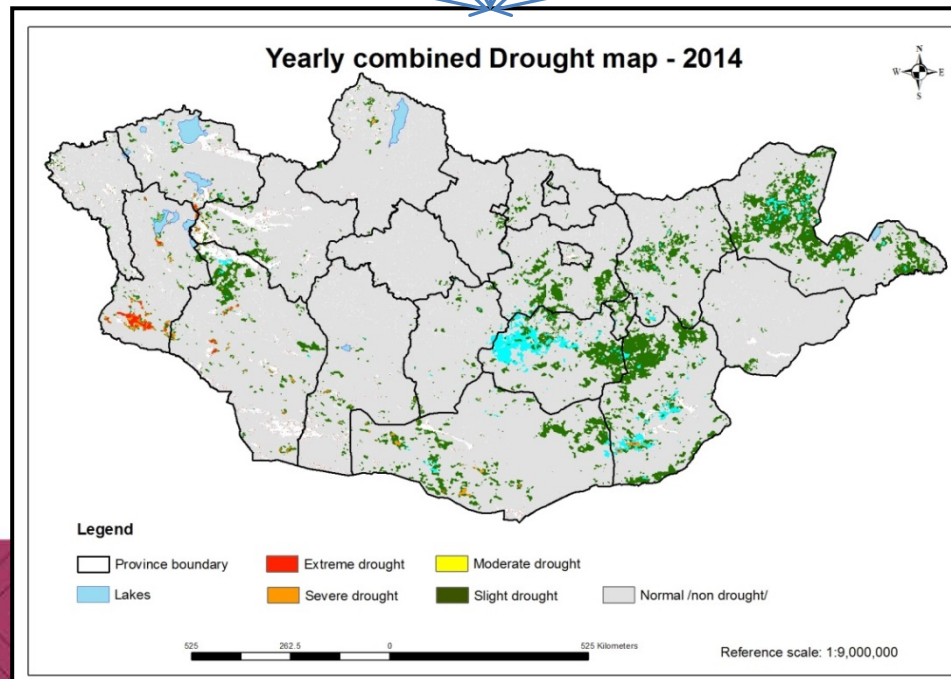 Yearly combined Drought map - 2014
N
W E
S
Legend
Province boundary
Extreme drought
Moderate drought
Lakes
Severe drought
Slight drought
Normal /non drought/
525 262.5 0 525 Kilometers
Reference scale: 1:9,000,000